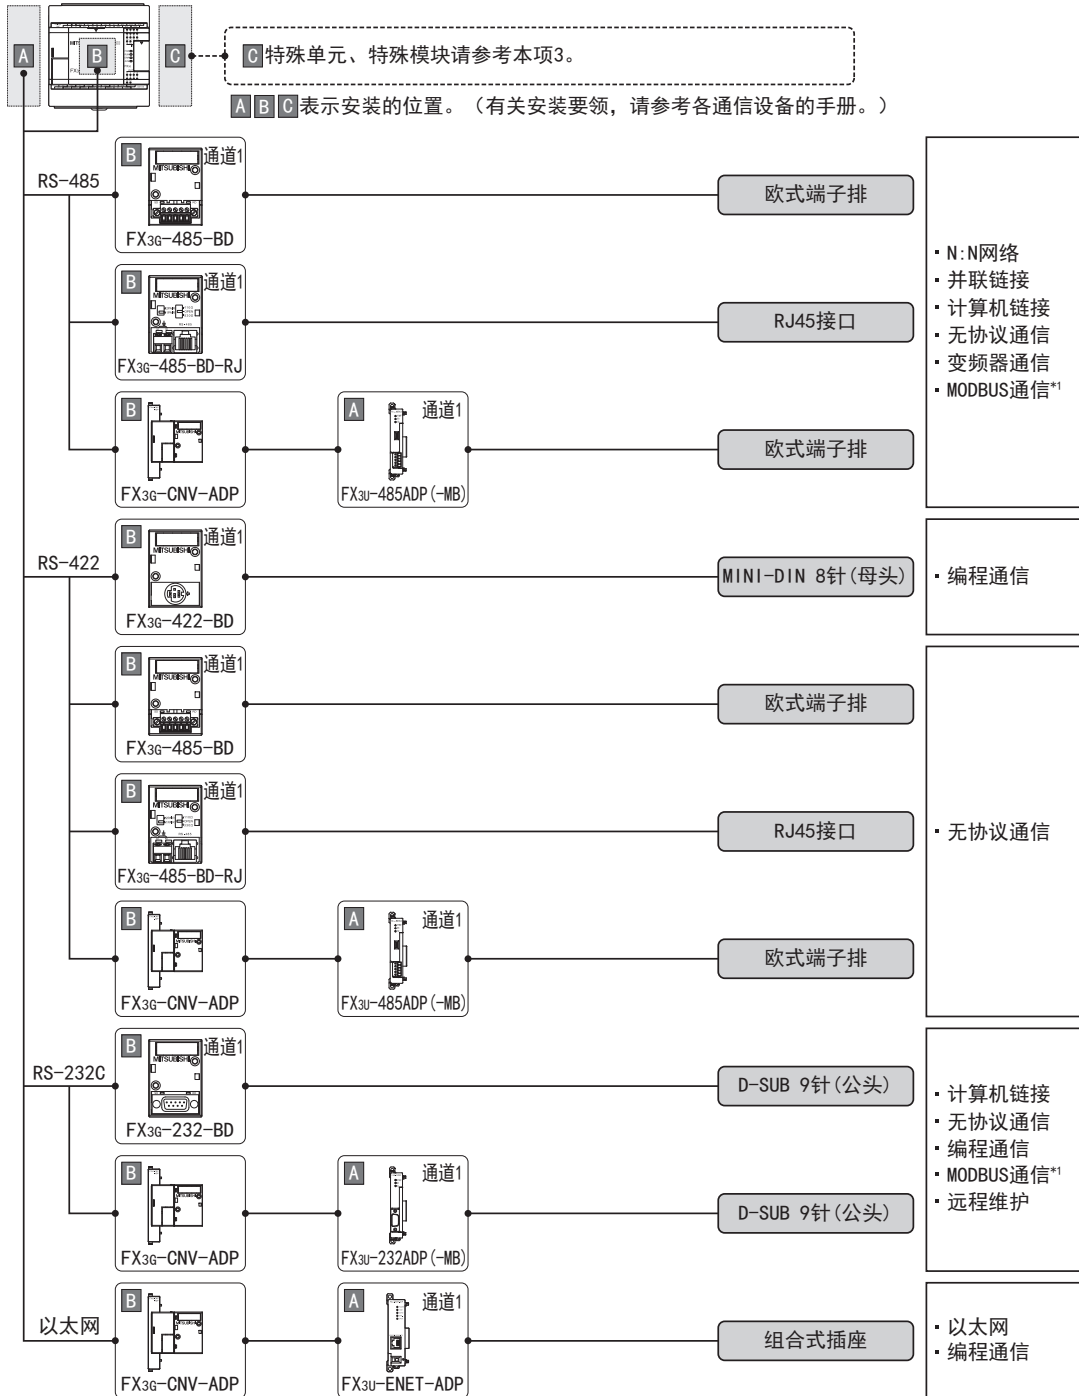 A
B
C
C 特殊单元、特殊模块请参考本项3。
A B C 表示安装的位置。（有关安装要领，请参考各通信设备的手册。）
RS-485
B 通道1
MITSUBISHI
FX3G-485-BD
欧式端子排
B 通道1
MITSUBISHI
FX3G-485-BD-RJ
RJ45接口
B
FX3G-CNV-ADP
A 通道1
FX3U-485ADP(-MB)
欧式端子排
· N:N网络
· 并联链接
· 计算机链接
· 无协议通信
· 变频器通信
· MODBUS通信*1
RS-422
B 通道1
MITSUBISHI
FX3G-422-BD
MINI-DIN 8针(母头)
· 编程通信
B 通道1
MITSUBISHI
FX3G-485-BD
欧式端子排
B 通道1
MITSUBISHI
FX3G-485-BD-RJ
RJ45接口
B
FX3G-CNV-ADP
A 通道1
FX3U-485ADP(-MB)
欧式端子排
· 无协议通信
RS-232C
B 通道1
MITSUBISHI
FX3G-232-BD
D-SUB 9针(公头)
B
FX3G-CNV-ADP
A 通道1
FX3U-232ADP(-MB)
D-SUB 9针(公头)
· 计算机链接
· 无协议通信
· 编程通信
· MODBUS通信*1
· 远程维护
以太网
B
FX3G-CNV-ADP
A 通道1
FX3U-ENET-ADP
组合式插座
· 以太网
· 编程通信